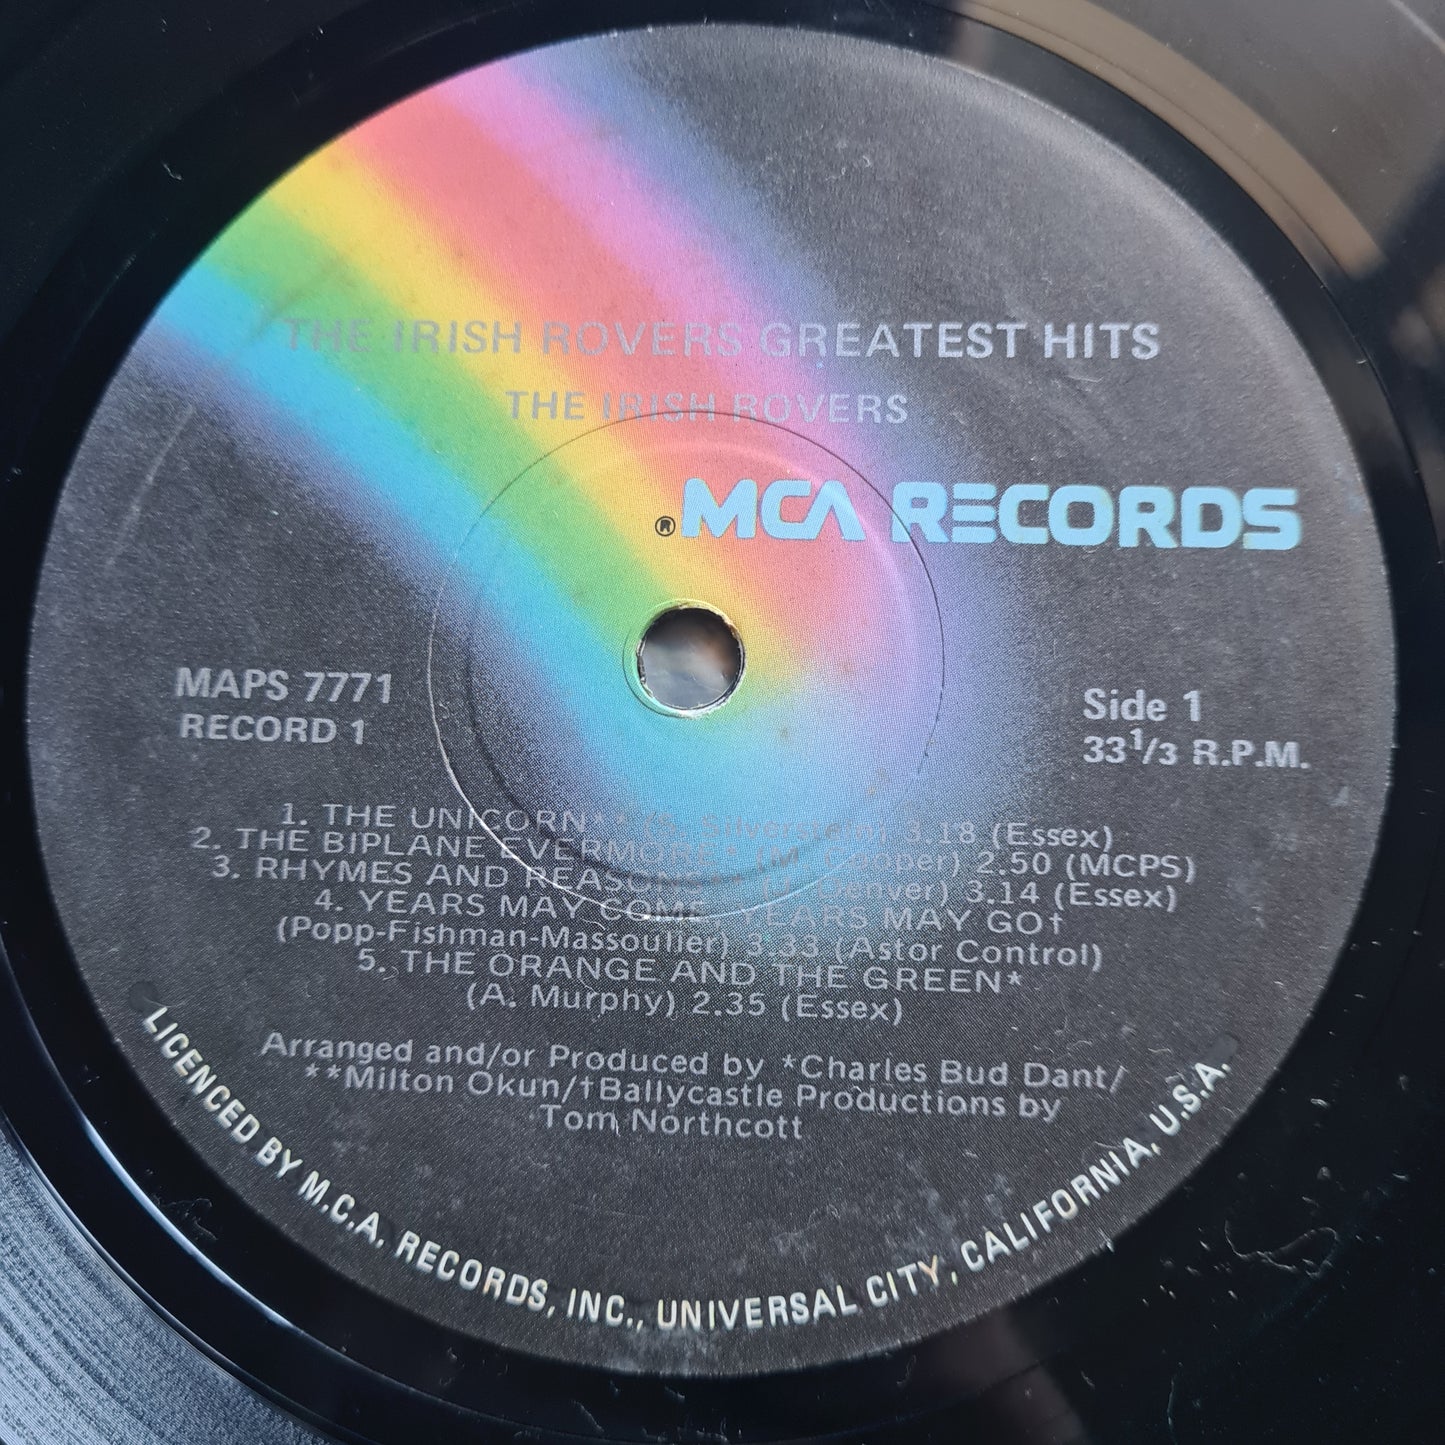 THE IRISH ROVERS GREATEST HITS
THE IRISH ROVERS
® MCA RECORDS
MAPS 7771
RECORD 1
Side 1
33 1/3 R.P.M.
1. THE UNICORN** (S. Silverstein) 3.18 (Essex)
2. THE BIPLANE EVERMORE* (M. Cooper) 2.50 (MCPS)
3. RHYMES AND REASONS** (J. Denver) 3.14 (Essex)
4. YEARS MAY COME, YEARS MAY GO†
(Popp-Fishman-Massoulier) 3.33 (Astor Control)
5. THE ORANGE AND THE GREEN*
(A. Murphy) 2.35 (Essex)
Arranged and/or Produced by *Charles Bud Dant/
**Milton Okun/†Ballycastle Productions by
Tom Northcott
LICENCED BY M.C.A. RECORDS, INC., UNIVERSAL CITY, CALIFORNIA, U.S.A.